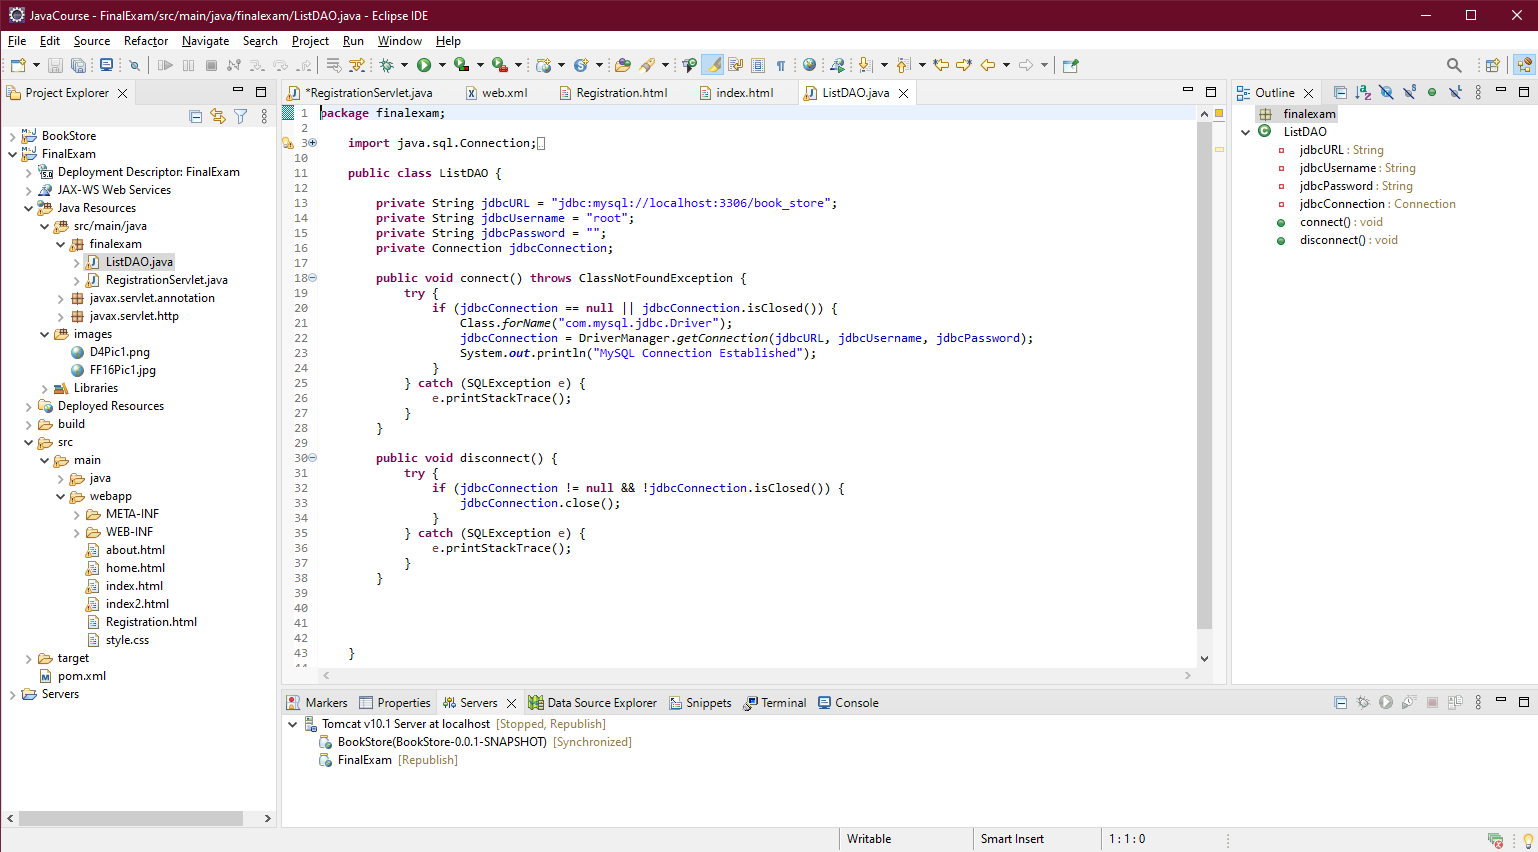 JavaCourse - FinalExam/src/main/java/finalexam/ListDAO.java - Eclipse IDE
File Edit Source Refactor Navigate Search Project Run Window Help
Project Explorer
BookStore
FinalExam
Deployment Descriptor: FinalExam
JAX-WS Web Services
Java Resources
src/main/java
finalexam
ListDAO.java
RegistrationServlet.java
javax.servlet.annotation
javax.servlet.http
images
D4Pic1.png
FF16Pic1.jpg
Libraries
Deployed Resources
build
src
main
java
webapp
META-INF
WEB-INF
about.html
home.html
index.html
index2.html
Registration.html
style.css
target
pom.xml
Servers
*RegistrationServlet.java web.xml Registration.html index.html ListDAO.java
1 package finalexam;
2
3 import java.sql.Connection;
10
11 public class ListDAO {
12
13 private String jdbcURL = "jdbc:mysql://localhost:3306/book_store";
14 private String jdbcUsername = "root";
15 private String jdbcPassword = "";
16 private Connection jdbcConnection;
17
18 public void connect() throws ClassNotFoundException {
19 try {
20 if (jdbcConnection == null || jdbcConnection.isClosed()) {
21 Class.forName("com.mysql.jdbc.Driver");
22 jdbcConnection = DriverManager.getConnection(jdbcURL, jdbcUsername, jdbcPassword);
23 System.out.println("MySQL Connection Established");
24 }
25 } catch (SQLException e) {
26 e.printStackTrace();
27 }
28 }
29
30 public void disconnect() {
31 try {
32 if (jdbcConnection != null && !jdbcConnection.isClosed()) {
33 jdbcConnection.close();
34 }
35 } catch (SQLException e) {
36 e.printStackTrace();
37 }
38 }
39
40
41
42
43 }
Outline
finalexam
ListDAO
jdbcURL : String
jdbcUsername : String
jdbcPassword : String
jdbcConnection : Connection
connect() : void
disconnect() : void
Markers Properties Servers Data Source Explorer Snippets Terminal Console
Tomcat v10.1 Server at localhost [Stopped, Republish]
BookStore(BookStore-0.0.1-SNAPSHOT) [Synchronized]
FinalExam [Republish]
Writable Smart Insert 1 : 1 : 0